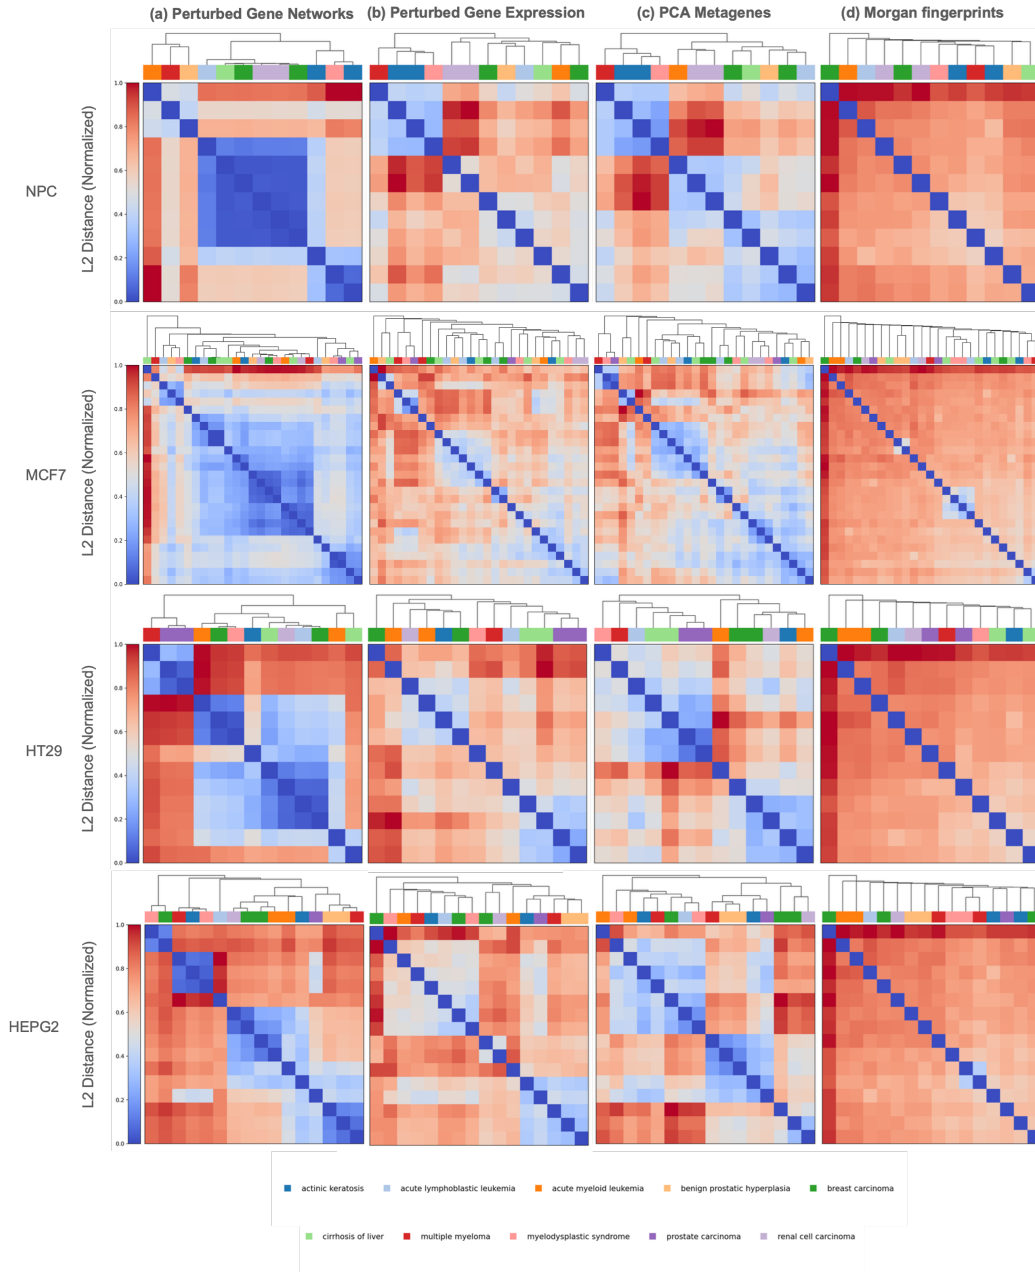 (a) Perturbed Gene Networks
(b) Perturbed Gene Expression
(c) PCA Metagenes
(d) Morgan fingerprints
NPC
L2 Distance (Normalized)
1.0
0.8
0.6
0.4
0.2
0.0
MCF7
L2 Distance (Normalized)
1.0
0.8
0.6
0.4
0.2
0.0
HT29
L2 Distance (Normalized)
1.0
0.8
0.6
0.4
0.2
0.0
HEPG2
L2 Distance (Normalized)
1.0
0.8
0.6
0.4
0.2
0.0
actinic keratosis
acute lymphoblastic leukemia
acute myeloid leukemia
benign prostatic hyperplasia
breast carcinoma
cirrhosis of liver
multiple myeloma
myelodysplastic syndrome
prostate carcinoma
renal cell carcinoma